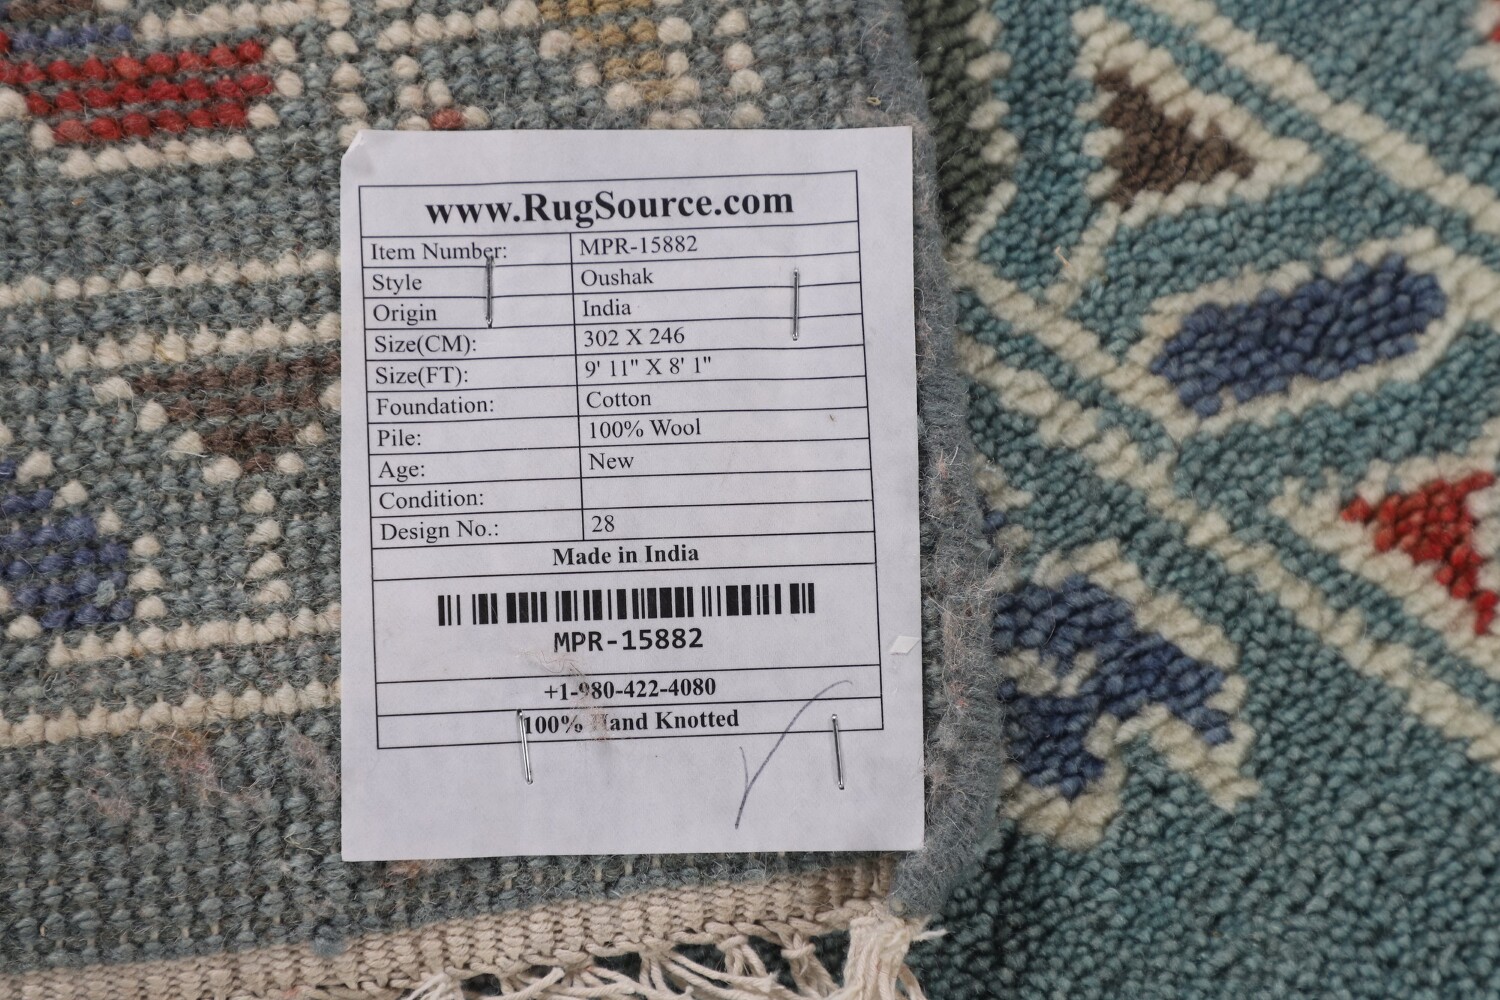 www.RugSource.com
Item Number: MPR-15882
Style Oushak
Origin India
Size(CM): 302 X 246
Size(FT): 9' 11" X 8' 1"
Foundation: Cotton
Pile: 100% Wool
Age: New
Condition:
Design No.: 28
Made in India
MPR-15882
+1-980-422-4080
100% Hand Knotted